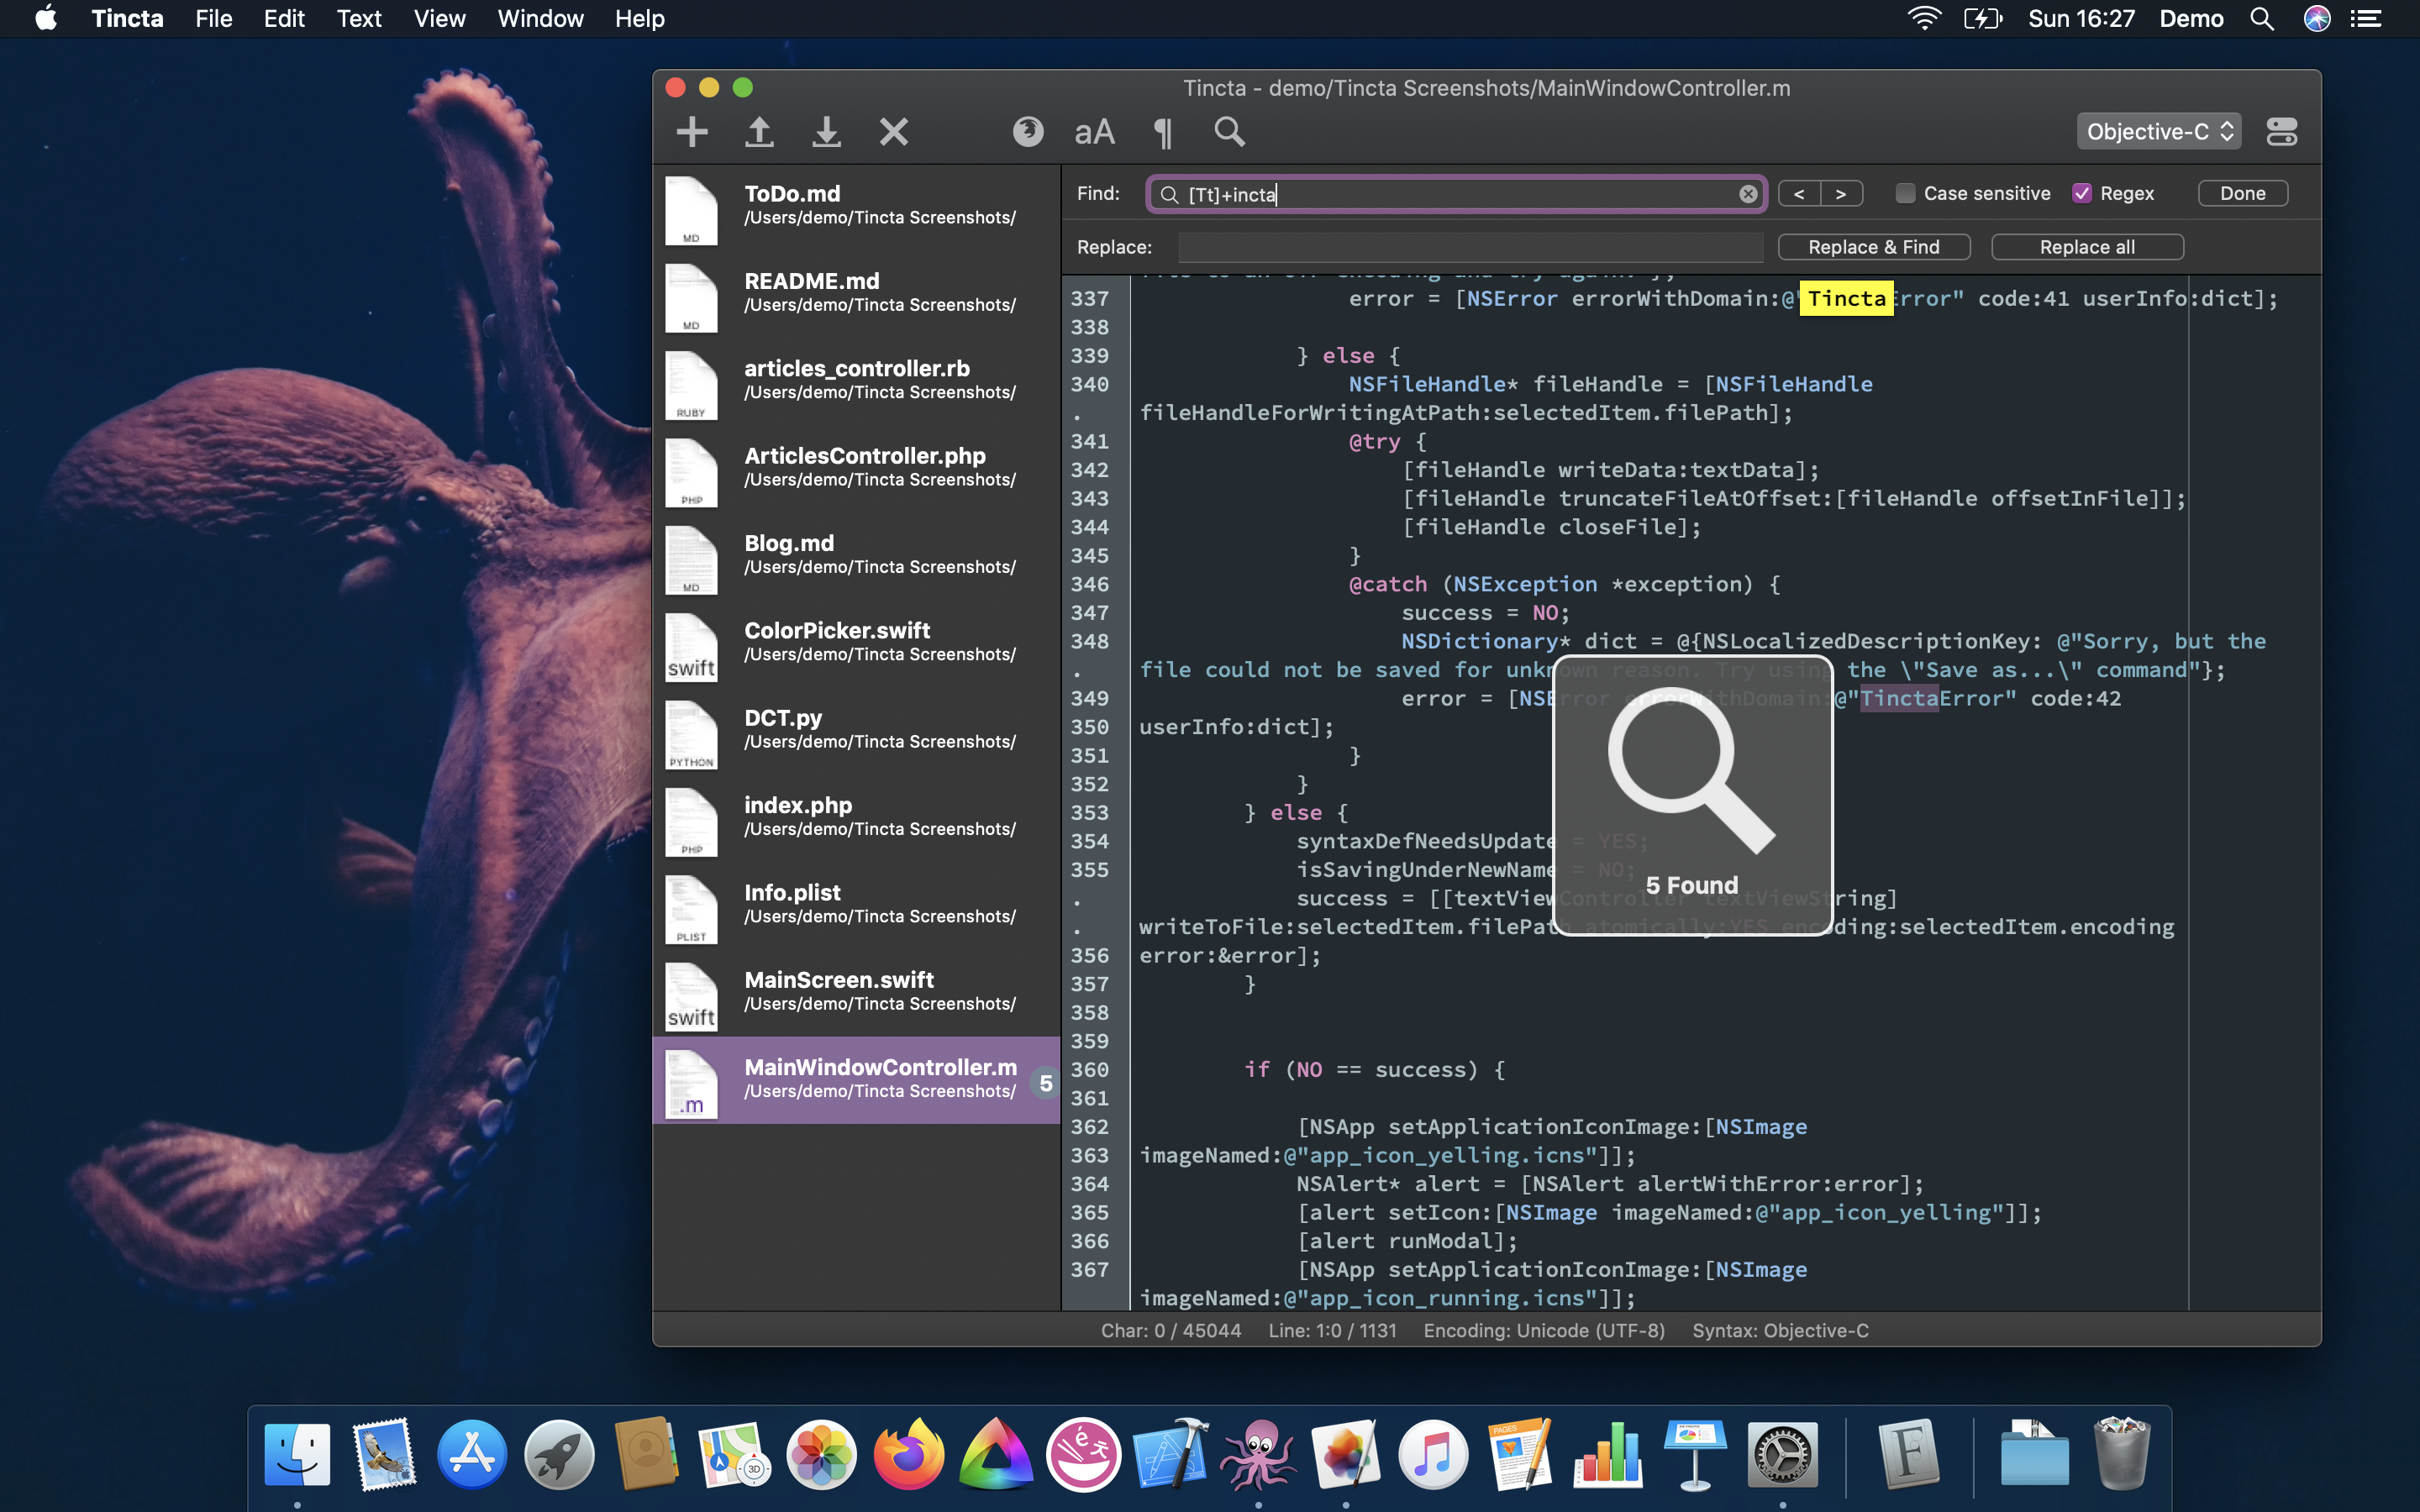 Tincta File Edit Text View Window Help
Sun 16:27 Demo
Tincta - demo/Tincta Screenshots/MainWindowController.m
aA ¶
Objective-C
ToDo.md
/Users/demo/Tincta Screenshots/
MD
README.md
/Users/demo/Tincta Screenshots/
MD
articles_controller.rb
/Users/demo/Tincta Screenshots/
RUBY
ArticlesController.php
/Users/demo/Tincta Screenshots/
PHP
Blog.md
/Users/demo/Tincta Screenshots/
MD
ColorPicker.swift
/Users/demo/Tincta Screenshots/
swift
DCT.py
/Users/demo/Tincta Screenshots/
PYTHON
index.php
/Users/demo/Tincta Screenshots/
PHP
Info.plist
/Users/demo/Tincta Screenshots/
PLIST
MainScreen.swift
/Users/demo/Tincta Screenshots/
swift
MainWindowController.m
/Users/demo/Tincta Screenshots/
.m
5
Find: [Tt]+incta < > Case sensitive Regex Done
Replace: Replace & Find Replace all
337 error = [NSError errorWithDomain:@"TinctaError" code:41 userInfo:dict];
338
339 } else {
340 NSFileHandle* fileHandle = [NSFileHandle
. fileHandleForWritingAtPath:selectedItem.filePath];
341 @try {
342 [fileHandle writeData:textData];
343 [fileHandle truncateFileAtOffset:[fileHandle offsetInFile]];
344 [fileHandle closeFile];
345 }
346 @catch (NSException *exception) {
347 success = NO;
348 NSDictionary* dict = @{NSLocalizedDescriptionKey: @"Sorry, but the
. file could not be saved for unknown reason. Try using the \"Save as...\" command"};
349 error = [NSError errorWithDomain:@"TinctaError" code:42
350 userInfo:dict];
351 }
352 }
353 } else {
354 syntaxDefNeedsUpdate = YES;
355 isSavingUnderNewName = NO;
. success = [[textViewController textViewString]
. writeToFile:selectedItem.filePath atomically:YES encoding:selectedItem.encoding
356 error:&error];
357 }
358
359
360 if (NO == success) {
361
362 [NSApp setApplicationIconImage:[NSImage
363 imageNamed:@"app_icon_yelling.icns"]];
364 NSAlert* alert = [NSAlert alertWithError:error];
365 [alert setIcon:[NSImage imageNamed:@"app_icon_yelling"]];
366 [alert runModal];
367 [NSApp setApplicationIconImage:[NSImage
imageNamed:@"app_icon_running.icns"]];
5 Found
Char: 0 / 45044 Line: 1:0 / 1131 Encoding: Unicode (UTF-8) Syntax: Objective-C
3D
PAGES
F